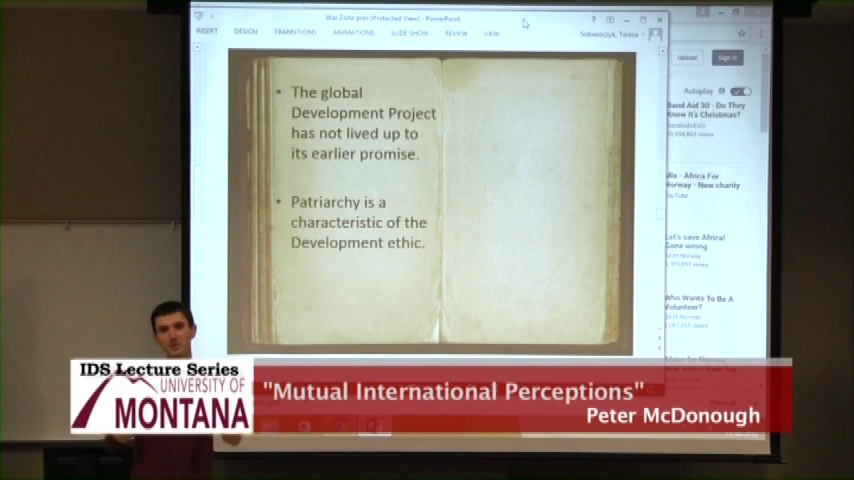 War Zone pres [Protected View] - PowerPoint
INSERT DESIGN TRANSITIONS ANIMATIONS SLIDE SHOW REVIEW VIEW
Sobieszczyk, Teresa
• The global
Development Project
has not lived up to
its earlier promise.
• Patriarchy is a
characteristic of the
Development ethic.
Upload Sign in
Autoplay
Band Aid 30 - Do They
Know It's Christmas?
Mix - Africa For
Norway - New charity
YouTube
Let's save Africa! -
Gone wrong
Who Wants To Be A
Volunteer?
IDS Lecture Series
UNIVERSITY OF
MONTANA
"Mutual International Perceptions"
Peter McDonough